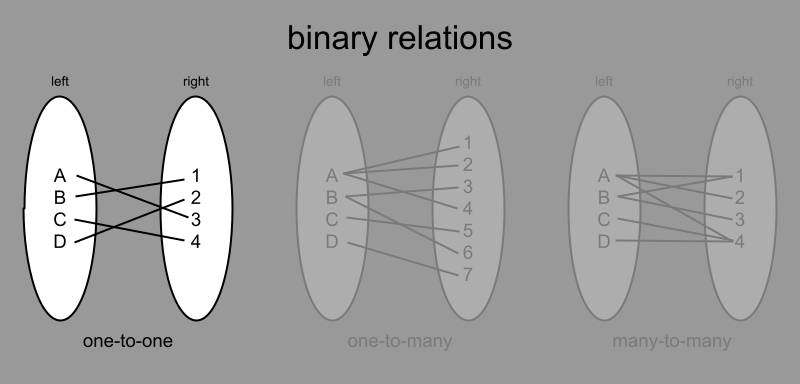 binary relations
left right left right left right
A 1
B 2
C 3
D 4
A
B
C
D
1
2
3
4
5
6
7
A 1
B 2
C 3
D 4
one-to-one one-to-many many-to-many